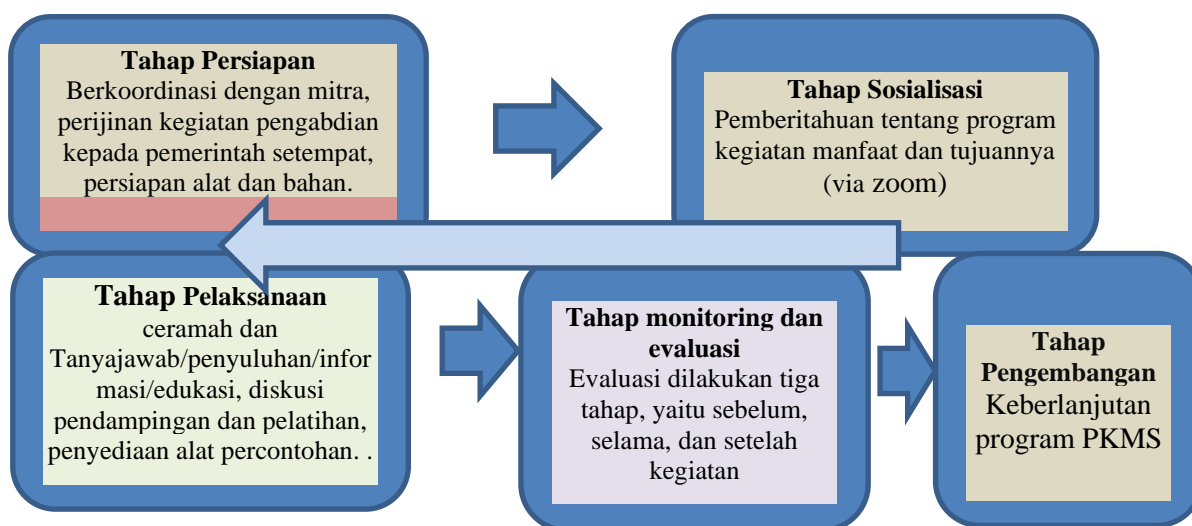 Tahap Persiapan
Berkoordinasi dengan mitra,
perijinan kegiatan pengabdian
kepada pemerintah setempat,
persiapan alat dan bahan.
Tahap Sosialisasi
Pemberitahuan tentang program
kegiatan manfaat dan tujuannya
(via zoom)
Tahap Pelaksanaan
ceramah dan
Tanyajawab/penyuluhan/infor
masi/edukasi, diskusi
pendampingan dan pelatihan,
penyediaan alat percontohan. .
Tahap monitoring dan
evaluasi
Evaluasi dilakukan tiga
tahap, yaitu sebelum,
selama, dan setelah
kegiatan
Tahap
Pengembangan
Keberlanjutan
program PKMS